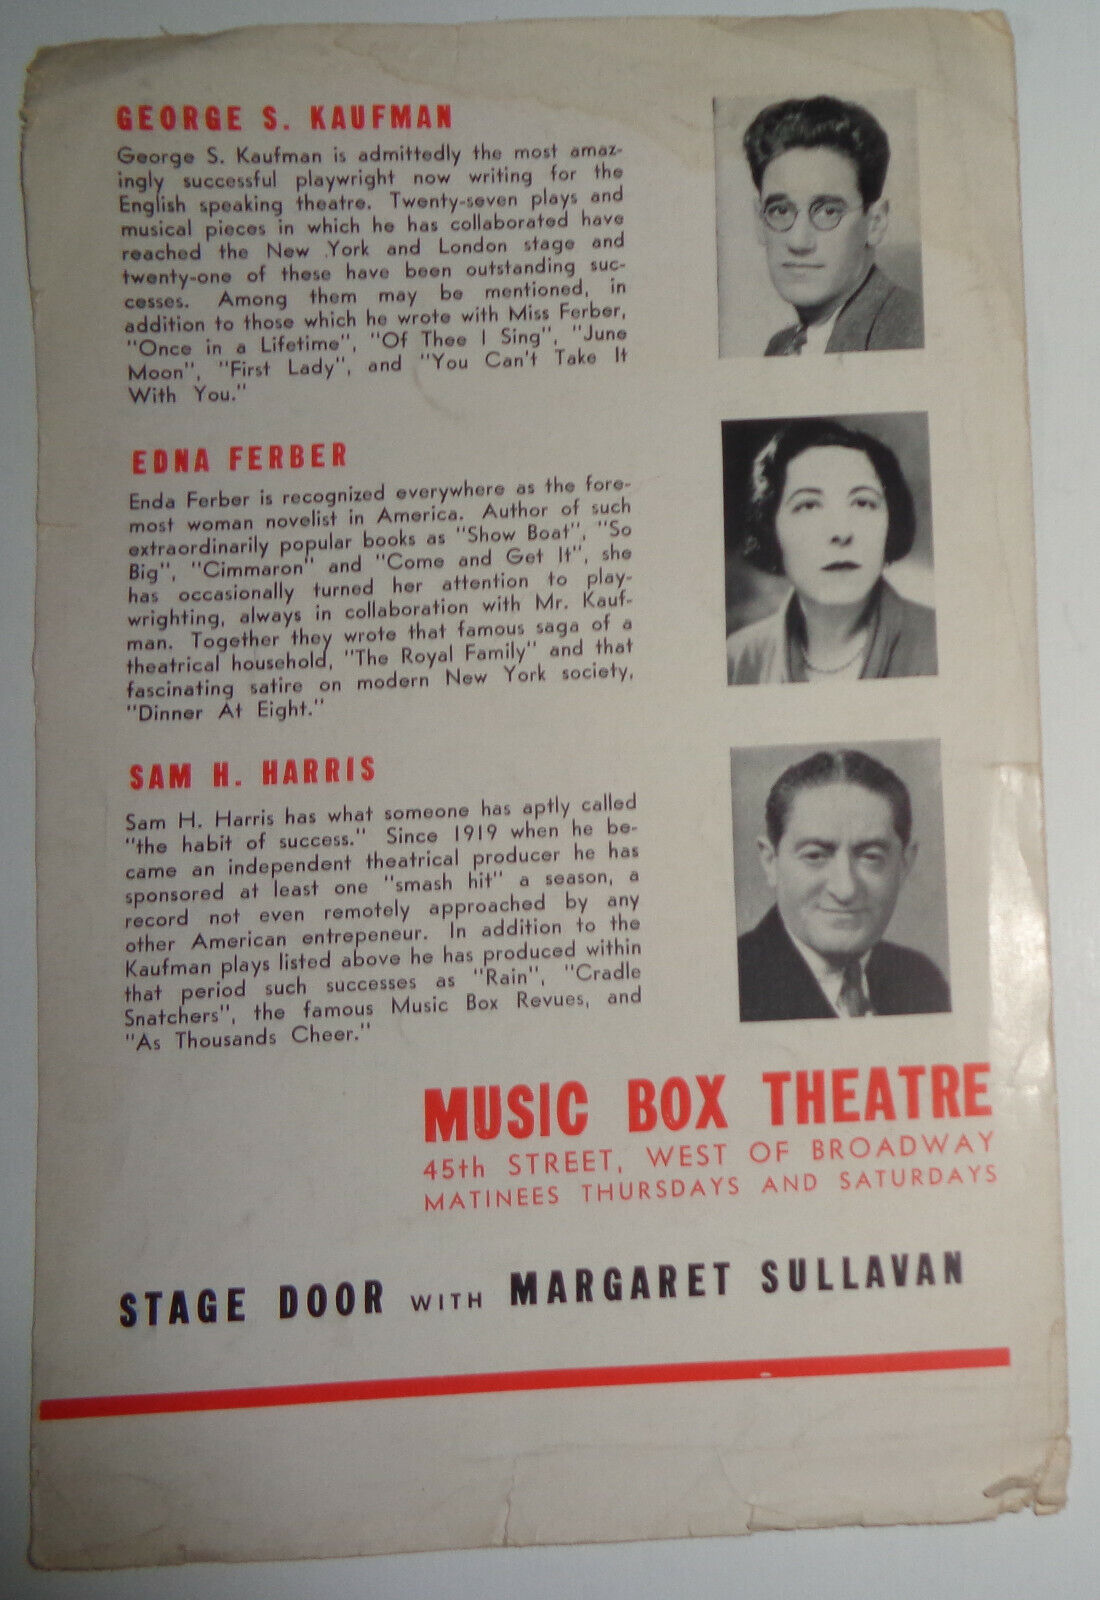 GEORGE S. KAUFMAN
George S. Kaufman is admittedly the most amaz-
ingly successful playwright now writing for the
English speaking theatre. Twenty-seven plays and
musical pieces in which he has collaborated have
reached the New York and London stage and
twenty-one of these have been outstanding suc-
cesses. Among them may be mentioned, in
addition to those which he wrote with Miss Ferber,
"Once in a Lifetime", "Of Thee I Sing", "June
Moon", "First Lady", and "You Can't Take It
With You."
EDNA FERBER
Enda Ferber is recognized everywhere as the fore-
most woman novelist in America. Author of such
extraordinarily popular books as "Show Boat", "So
Big", "Cimmaron" and "Come and Get It", she
has occasionally turned her attention to play-
wrighting, always in collaboration with Mr. Kauf-
man. Together they wrote that famous saga of a
theatrical household, "The Royal Family" and that
fascinating satire on modern New York society,
"Dinner At Eight."
SAM H. HARRIS
Sam H. Harris has what someone has aptly called
"the habit of success." Since 1919 when he be-
came an independent theatrical producer he has
sponsored at least one "smash hit" a season, a
record not even remotely approached by any
other American entrepeneur. In addition to the
Kaufman plays listed above he has produced within
that period such successes as "Rain", "Cradle
Snatchers", the famous Music Box Revues, and
"As Thousands Cheer."
MUSIC BOX THEATRE
45th STREET, WEST OF BROADWAY
MATINEES THURSDAYS AND SATURDAYS
STAGE DOOR WITH MARGARET SULLAVAN